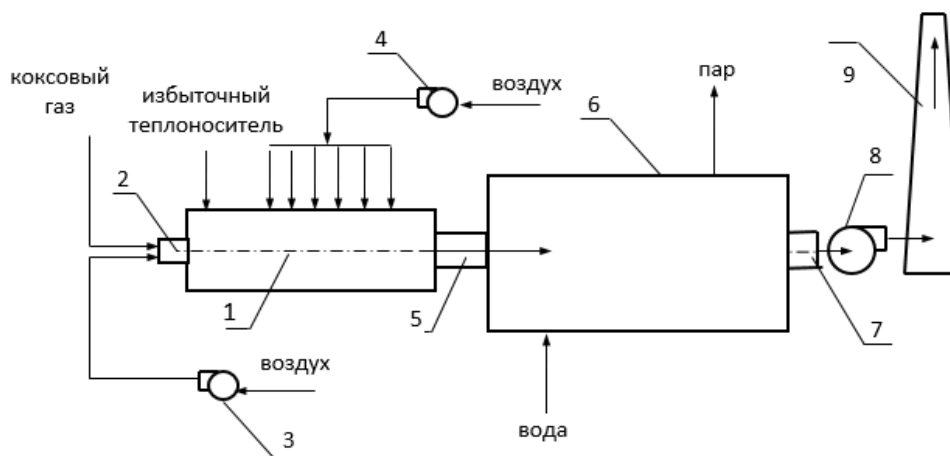 коксовый
газ
избыточный
теплоноситель
4
воздух
пар
9
6
8
2
1
5
7
воздух
3
вода